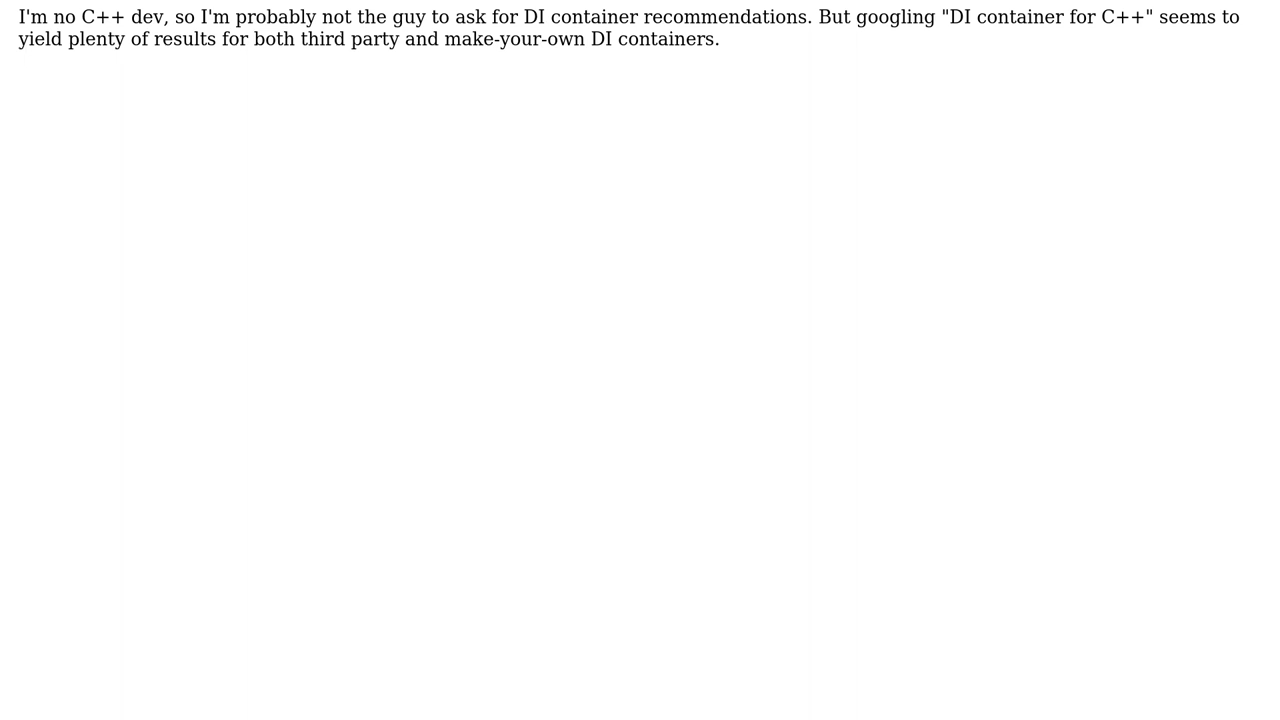 I'm no C++ dev, so I'm probably not the guy to ask for DI container recommendations. But googling "DI container for C++" seems to
yield plenty of results for both third party and make-your-own DI containers.